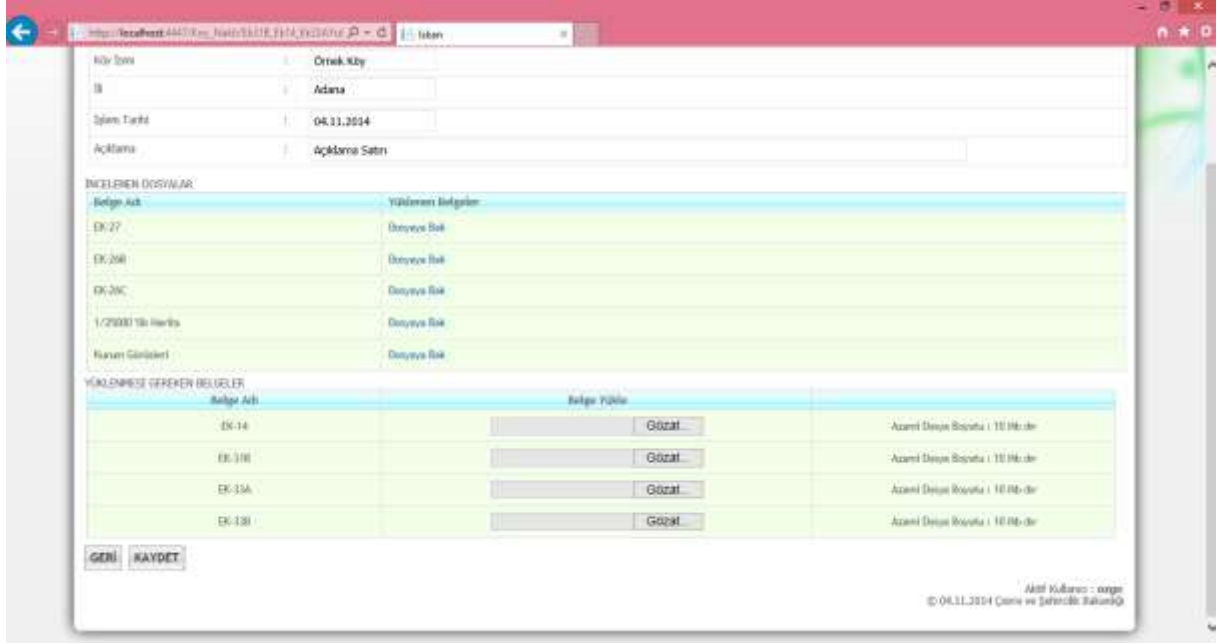 İskan
Köy İsmi : Örnek Köy
İli : Adana
İşlem Tarihi : 04.11.2014
Açıklama : Açıklama Satırı
İNCELENEN DOSYALAR
Belge Adı Yüklenen Belgeler
EK-27 Dosyaya Bak
EK-26B Dosyaya Bak
EK-26C Dosyaya Bak
1/25000 lik Harita Dosyaya Bak
Kurum Görüşleri Dosyaya Bak
YÜKLENMESİ GEREKEN BELGELER
Belge Adı Belge Yükle
EK-14 Gözat... Azami Dosya Boyutu : 10 Mb dır
Gözat... Azami Dosya Boyutu : 10 Mb dır
EK-33A Gözat... Azami Dosya Boyutu : 10 Mb dır
EK-33B Gözat... Azami Dosya Boyutu : 10 Mb dır
GERİ KAYDET
Aktif Kullanıcı :
© 04.11.2014 Çevre ve Şehircilik Bakanlığı